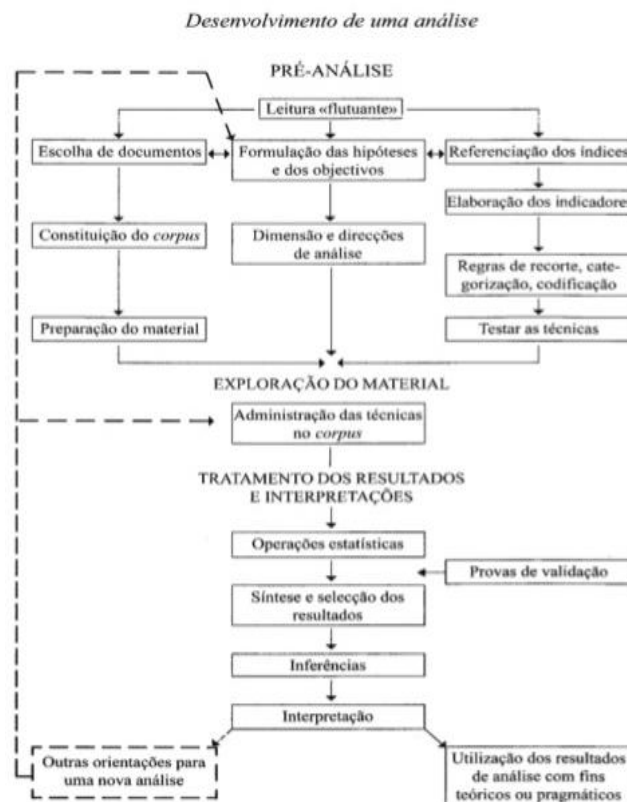 Desenvolvimento de uma análise
PRÉ-ANÁLISE
Leitura «flutuante»
Escolha de documentos
Formulação das hipóteses
e dos objectivos
Referenciação dos índices
Elaboração dos indicadores
Constituição do corpus
Dimensão e direcções
de análise
Regras de recorte, cate-
gorização, codificação
Preparação do material
Testar as técnicas
EXPLORAÇÃO DO MATERIAL
Administração das técnicas
no corpus
TRATAMENTO DOS RESULTADOS
E INTERPRETAÇÕES
Operações estatísticas
Provas de validação
Síntese e selecção dos
resultados
Inferências
Interpretação
Outras orientações para
uma nova análise
Utilização dos resultados
de análise com fins
teóricos ou pragmáticos